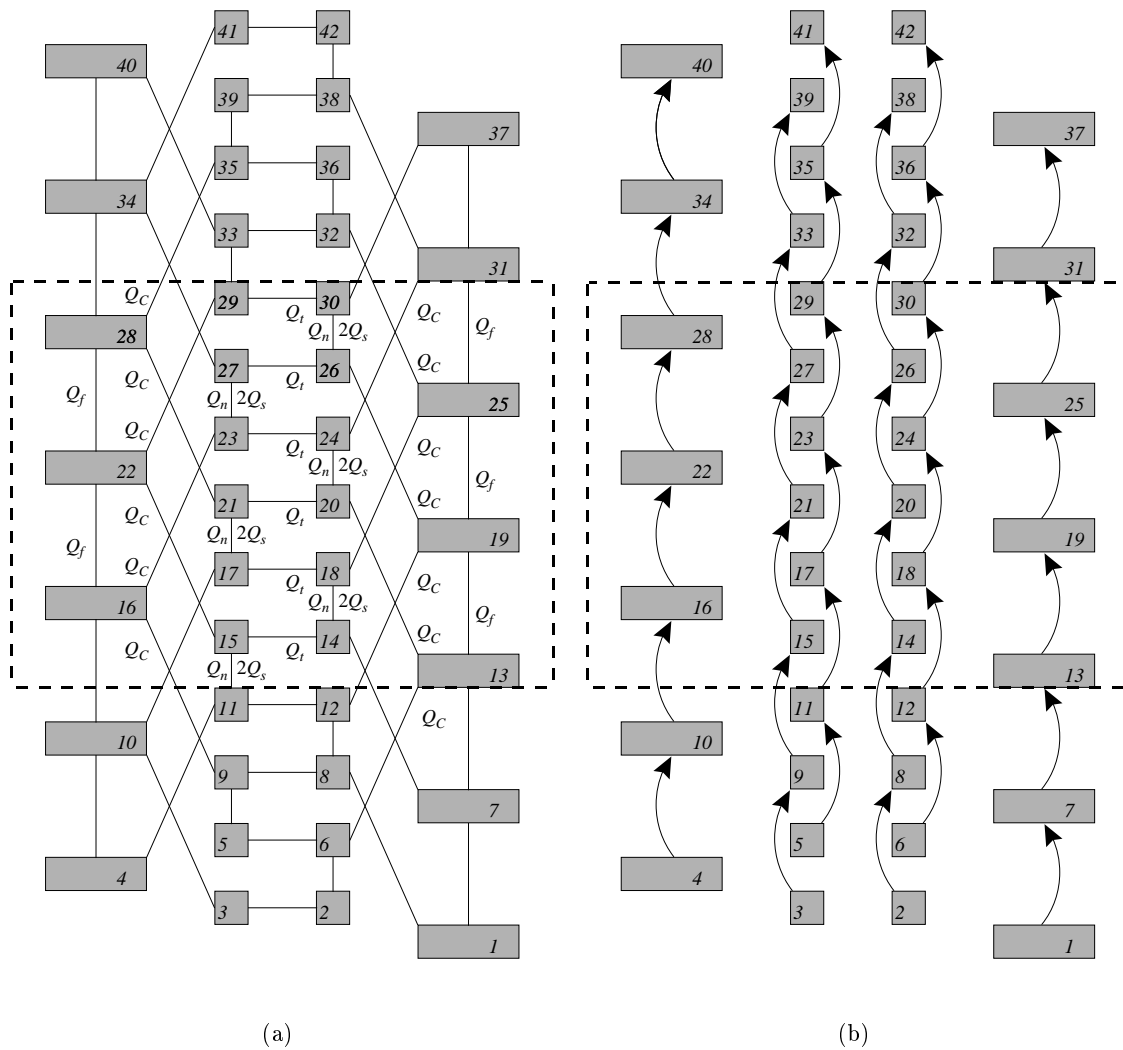 41 42 41 42
40 40
39 38 39 38
37 37
35 36 35 36
34 34
33 32 33 32
31 31
Q_C 29 30 Q_C 29 30
Q_t
28 Q_n 2Q_s Q_f 28
Q_C 27 26 Q_C 27 26
Q_f Q_n 2Q_s Q_t 25 25
Q_C 23 24 Q_C 23 24
22 Q_t Q_n 2Q_s 22
Q_C 21 20 Q_C Q_f 21 20
Q_f Q_n 2Q_s Q_t 19 19
Q_C 17 18 Q_C 17 18
16 Q_t Q_n 2Q_s Q_f 16
Q_C 15 14 Q_C 15 14
Q_n 2Q_s Q_t 13 13
11 12 Q_C 11 12
10 10
9 8 9 8
7 7
5 6 5 6
4 4
3 2 3 2
1 1
(a) (b)